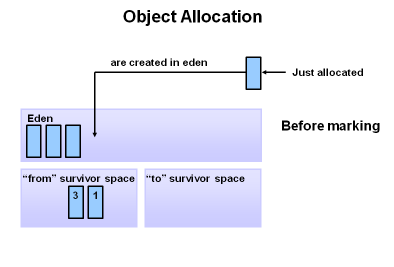 Object Allocation
are created in eden
Just allocated
Eden
Before marking
“from” survivor space
“to” survivor space
3 1